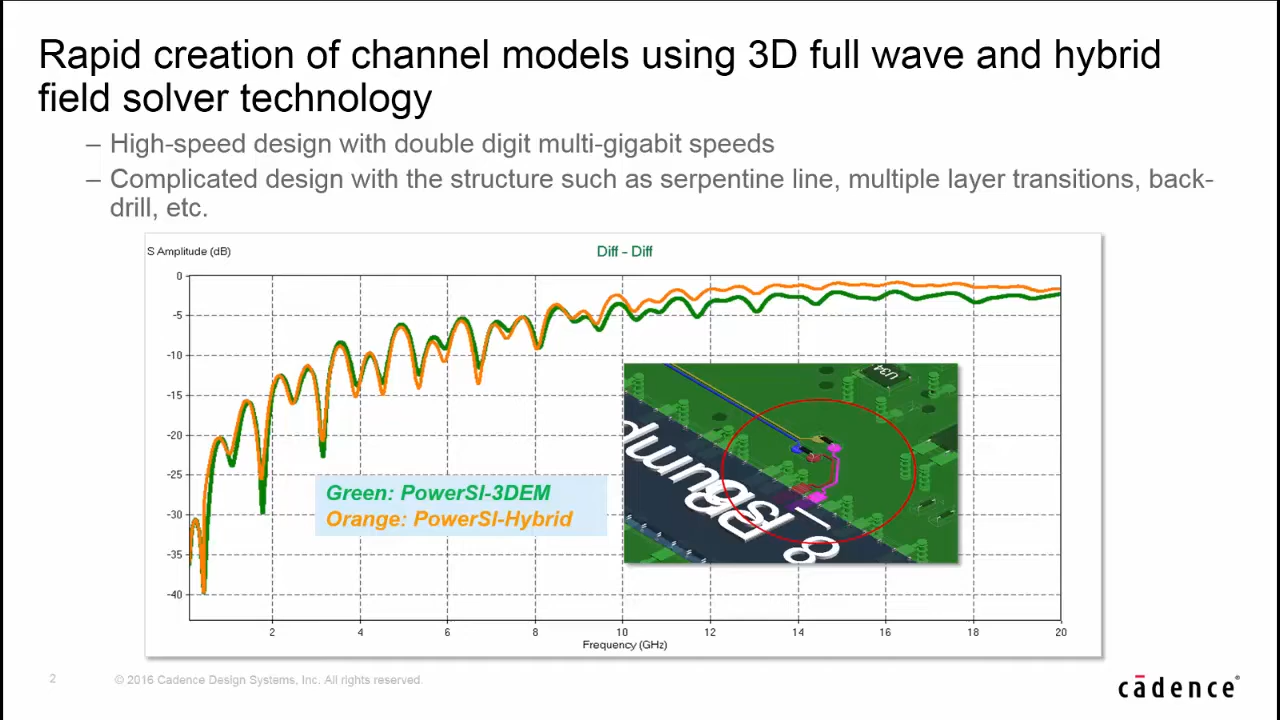 Rapid creation of channel models using 3D full wave and hybrid
field solver technology
– High-speed design with double digit multi-gigabit speeds
– Complicated design with the structure such as serpentine line, multiple layer transitions, back-
drill, etc.
S Amplitude (dB)
Diff - Diff
0
-5
-10
-15
-20
-25
-30
-35
-40
Green: PowerSI-3DEM
Orange: PowerSI-Hybrid
U34
2 4 6 8 10 12 14 16 18 20
Frequency (GHz)
2
© 2016 Cadence Design Systems, Inc. All rights reserved.
cādence®